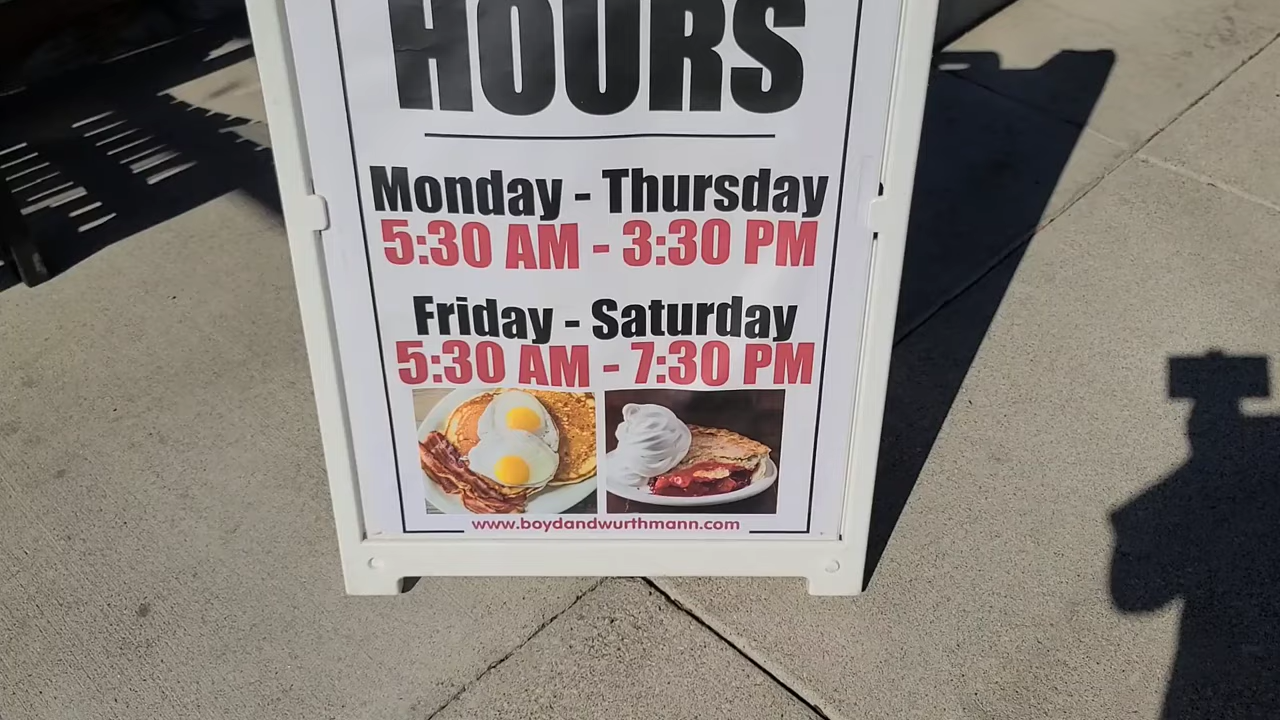 HOURS
Monday - Thursday
5:30 AM - 3:30 PM
Friday - Saturday
5:30 AM - 7:30 PM
www.boydandwurthmann.com